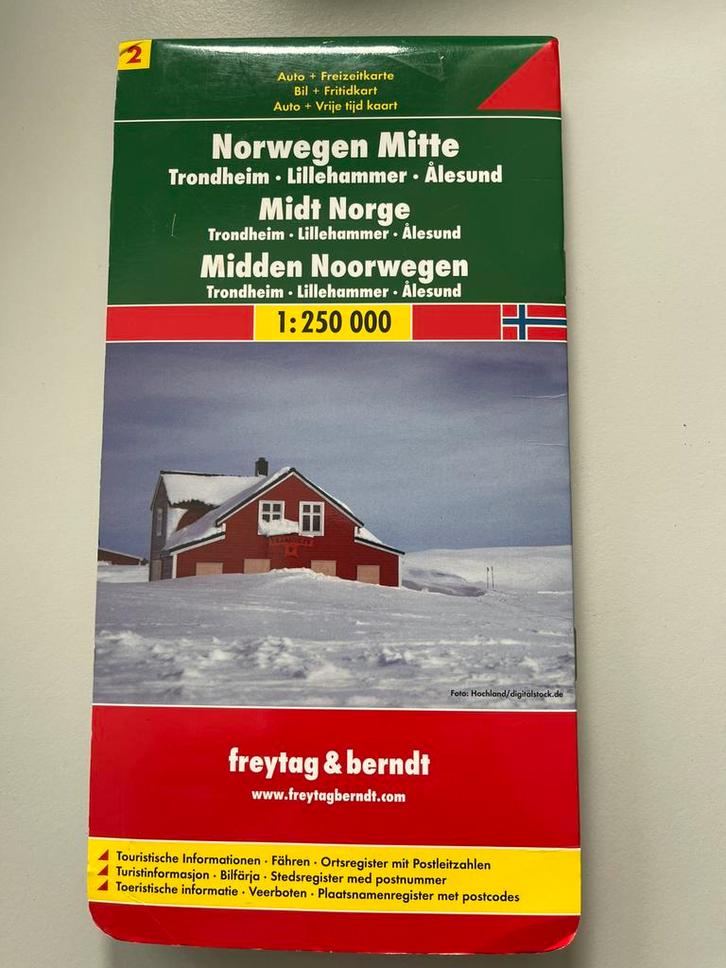 2
Auto + Freizeitkarte
Bil + Fritidkart
Auto + Vrije tijd kaart
Norwegen Mitte
Trondheim · Lillehammer · Ålesund
Midt Norge
Trondheim · Lillehammer · Ålesund
Midden Noorwegen
Trondheim · Lillehammer · Ålesund
1:250 000
Foto: Hochland/digitalstock.de
freytag & berndt
www.freytagberndt.com
Touristische Informationen · Fähren · Ortsregister mit Postleitzahlen
Turistinformasjon · Bilfärja · Stedsregister med postnummer
Toeristische informatie · Veerboten · Plaatsnamenregister met postcodes